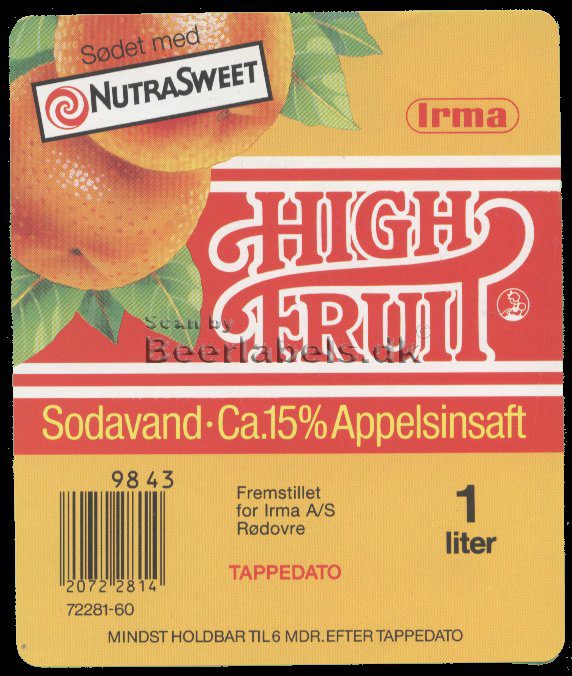 Sødet med
NUTRASWEET
Irma
HIGH
FRUIT
Scan by
Beerlabels.dk ©
Sodavand · Ca.15% Appelsinsaft
98 43
2072 2814
72281-60
Fremstillet
for Irma A/S
Rødovre
TAPPEDATO
1
liter
MINDST HOLDBAR TIL 6 MDR. EFTER TAPPEDATO